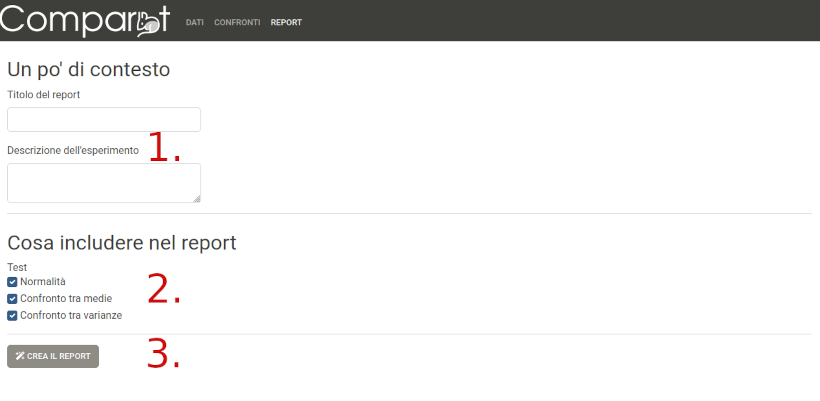 Comparat DATI CONFRONTI REPORT
Un po' di contesto
Titolo del report
Descrizione dell'esperimento 1.
Cosa includere nel report
Test
Normalità
Confronto tra medie 2.
Confronto tra varianze
CREA IL REPORT 3.